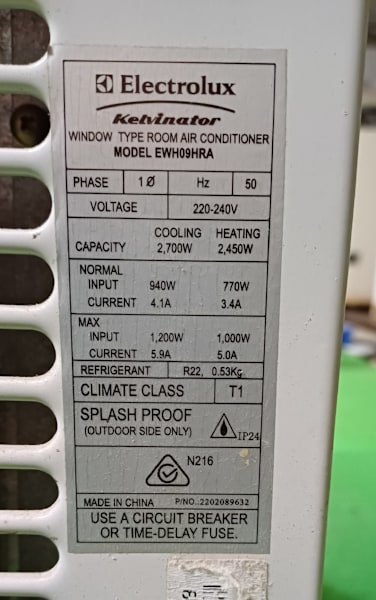 Electrolux
Kelvinator
WINDOW TYPE ROOM AIR CONDITIONER
MODEL EWH09HRA
PHASE 1Ø Hz 50
VOLTAGE 220-240V
COOLING HEATING
CAPACITY 2,700W 2,450W
NORMAL
INPUT 940W 770W
CURRENT 4.1A 3.4A
MAX
INPUT 1,200W 1,000W
CURRENT 5.9A 5.0A
REFRIGERANT R22, 0.53Kg
CLIMATE CLASS T1
SPLASH PROOF
(OUTDOOR SIDE ONLY) IP24
N216
MADE IN CHINA P/NO.:2202089632
USE A CIRCUIT BREAKER
OR TIME-DELAY FUSE.